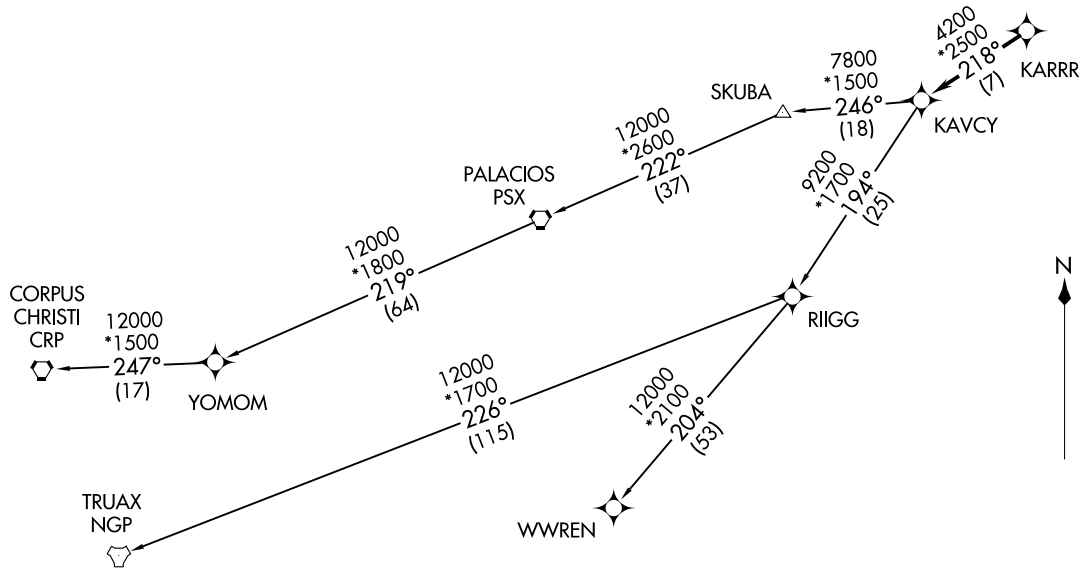 4200
*2500
218°
(7)
KARRR
7800
*1500
246°
(18)
SKUBA
KAVCY
12000
*2600
222°
(37)
PALACIOS
PSX
9200
*1700
194°
(25)
12000
*1800
219°
(64)
N
CORPUS
CHRISTI
CRP
12000
*1500
247°
(17)
RIIGG
YOMOM
12000
*1700
226°
(115)
12000
*2100
204°
(53)
TRUAX
NGP
WWREN